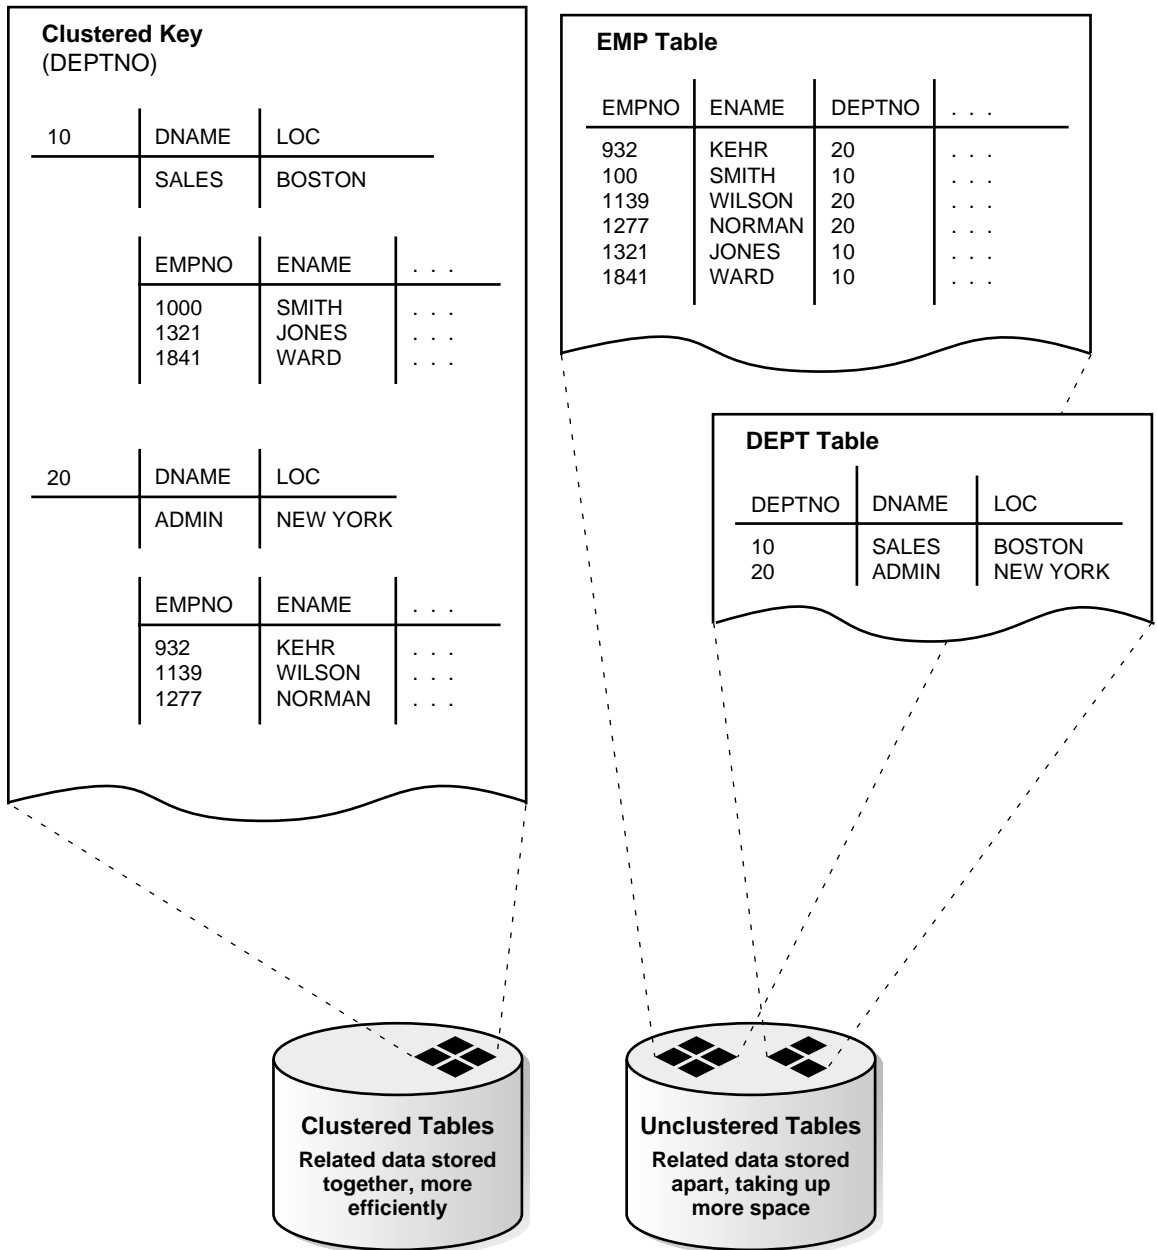 Clustered Key
(DEPTNO)
10 DNAME LOC
SALES BOSTON
EMPNO ENAME . . .
1000 SMITH . . .
1321 JONES . . .
1841 WARD . . .
20 DNAME LOC
ADMIN NEW YORK
EMPNO ENAME . . .
932 KEHR . . .
1139 WILSON . . .
1277 NORMAN . . .
EMP Table
EMPNO ENAME DEPTNO . . .
932 KEHR 20 . . .
100 SMITH 10 . . .
1139 WILSON 20 . . .
1277 NORMAN 20 . . .
1321 JONES 10 . . .
1841 WARD 10 . . .
DEPT Table
DEPTNO DNAME LOC
10 SALES BOSTON
20 ADMIN NEW YORK
Clustered Tables
Related data stored
together, more
efficiently
Unclustered Tables
Related data stored
apart, taking up
more space